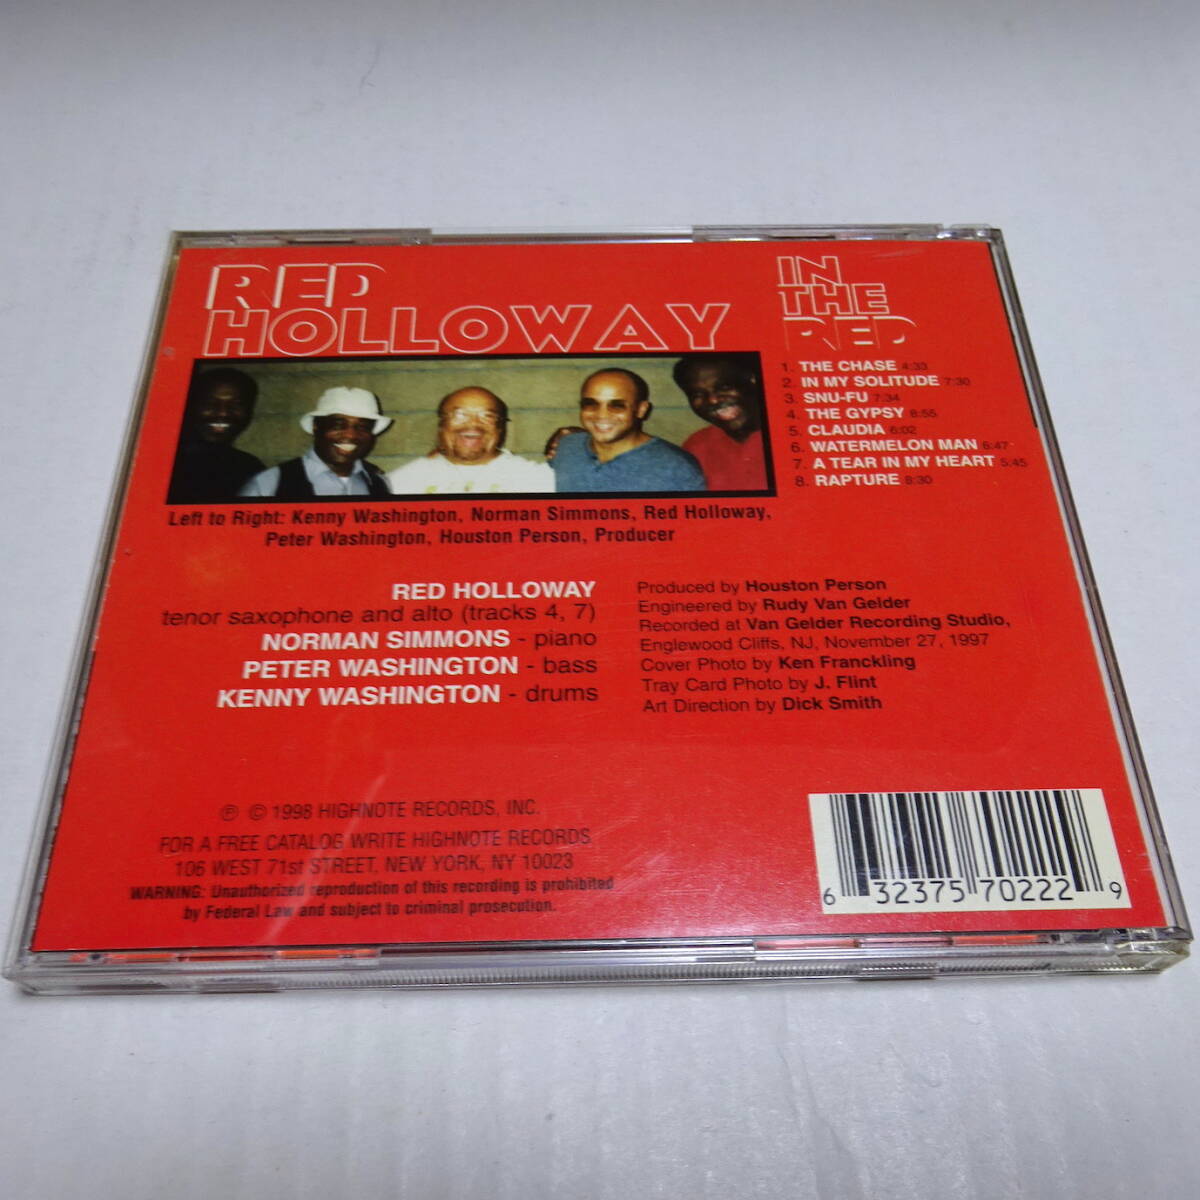 RED
HOLLOWAY
IN
THE
RED
1. THE CHASE 4:33
2. IN MY SOLITUDE 7:30
3. SNU-FU 7:34
4. THE GYPSY 8:55
5. CLAUDIA 6:02
6. WATERMELON MAN 6:47
7. A TEAR IN MY HEART 5:45
8. RAPTURE 8:30
Left to Right: Kenny Washington, Norman Simmons, Red Holloway,
Peter Washington, Houston Person, Producer
RED HOLLOWAY
tenor saxophone and alto (tracks 4, 7)
NORMAN SIMMONS - piano
PETER WASHINGTON - bass
KENNY WASHINGTON - drums
Produced by Houston Person
Engineered by Rudy Van Gelder
Recorded at Van Gelder Recording Studio,
Englewood Cliffs, NJ, November 27, 1997
Cover Photo by Ken Franckling
Tray Card Photo by J. Flint
Art Direction by Dick Smith
℗ © 1998 HIGHNOTE RECORDS, INC.
FOR A FREE CATALOG WRITE HIGHNOTE RECORDS
106 WEST 71st STREET, NEW YORK, NY 10023
WARNING: Unauthorized reproduction of this recording is prohibited
by Federal Law and subject to criminal prosecution.
6 32375 70222 9